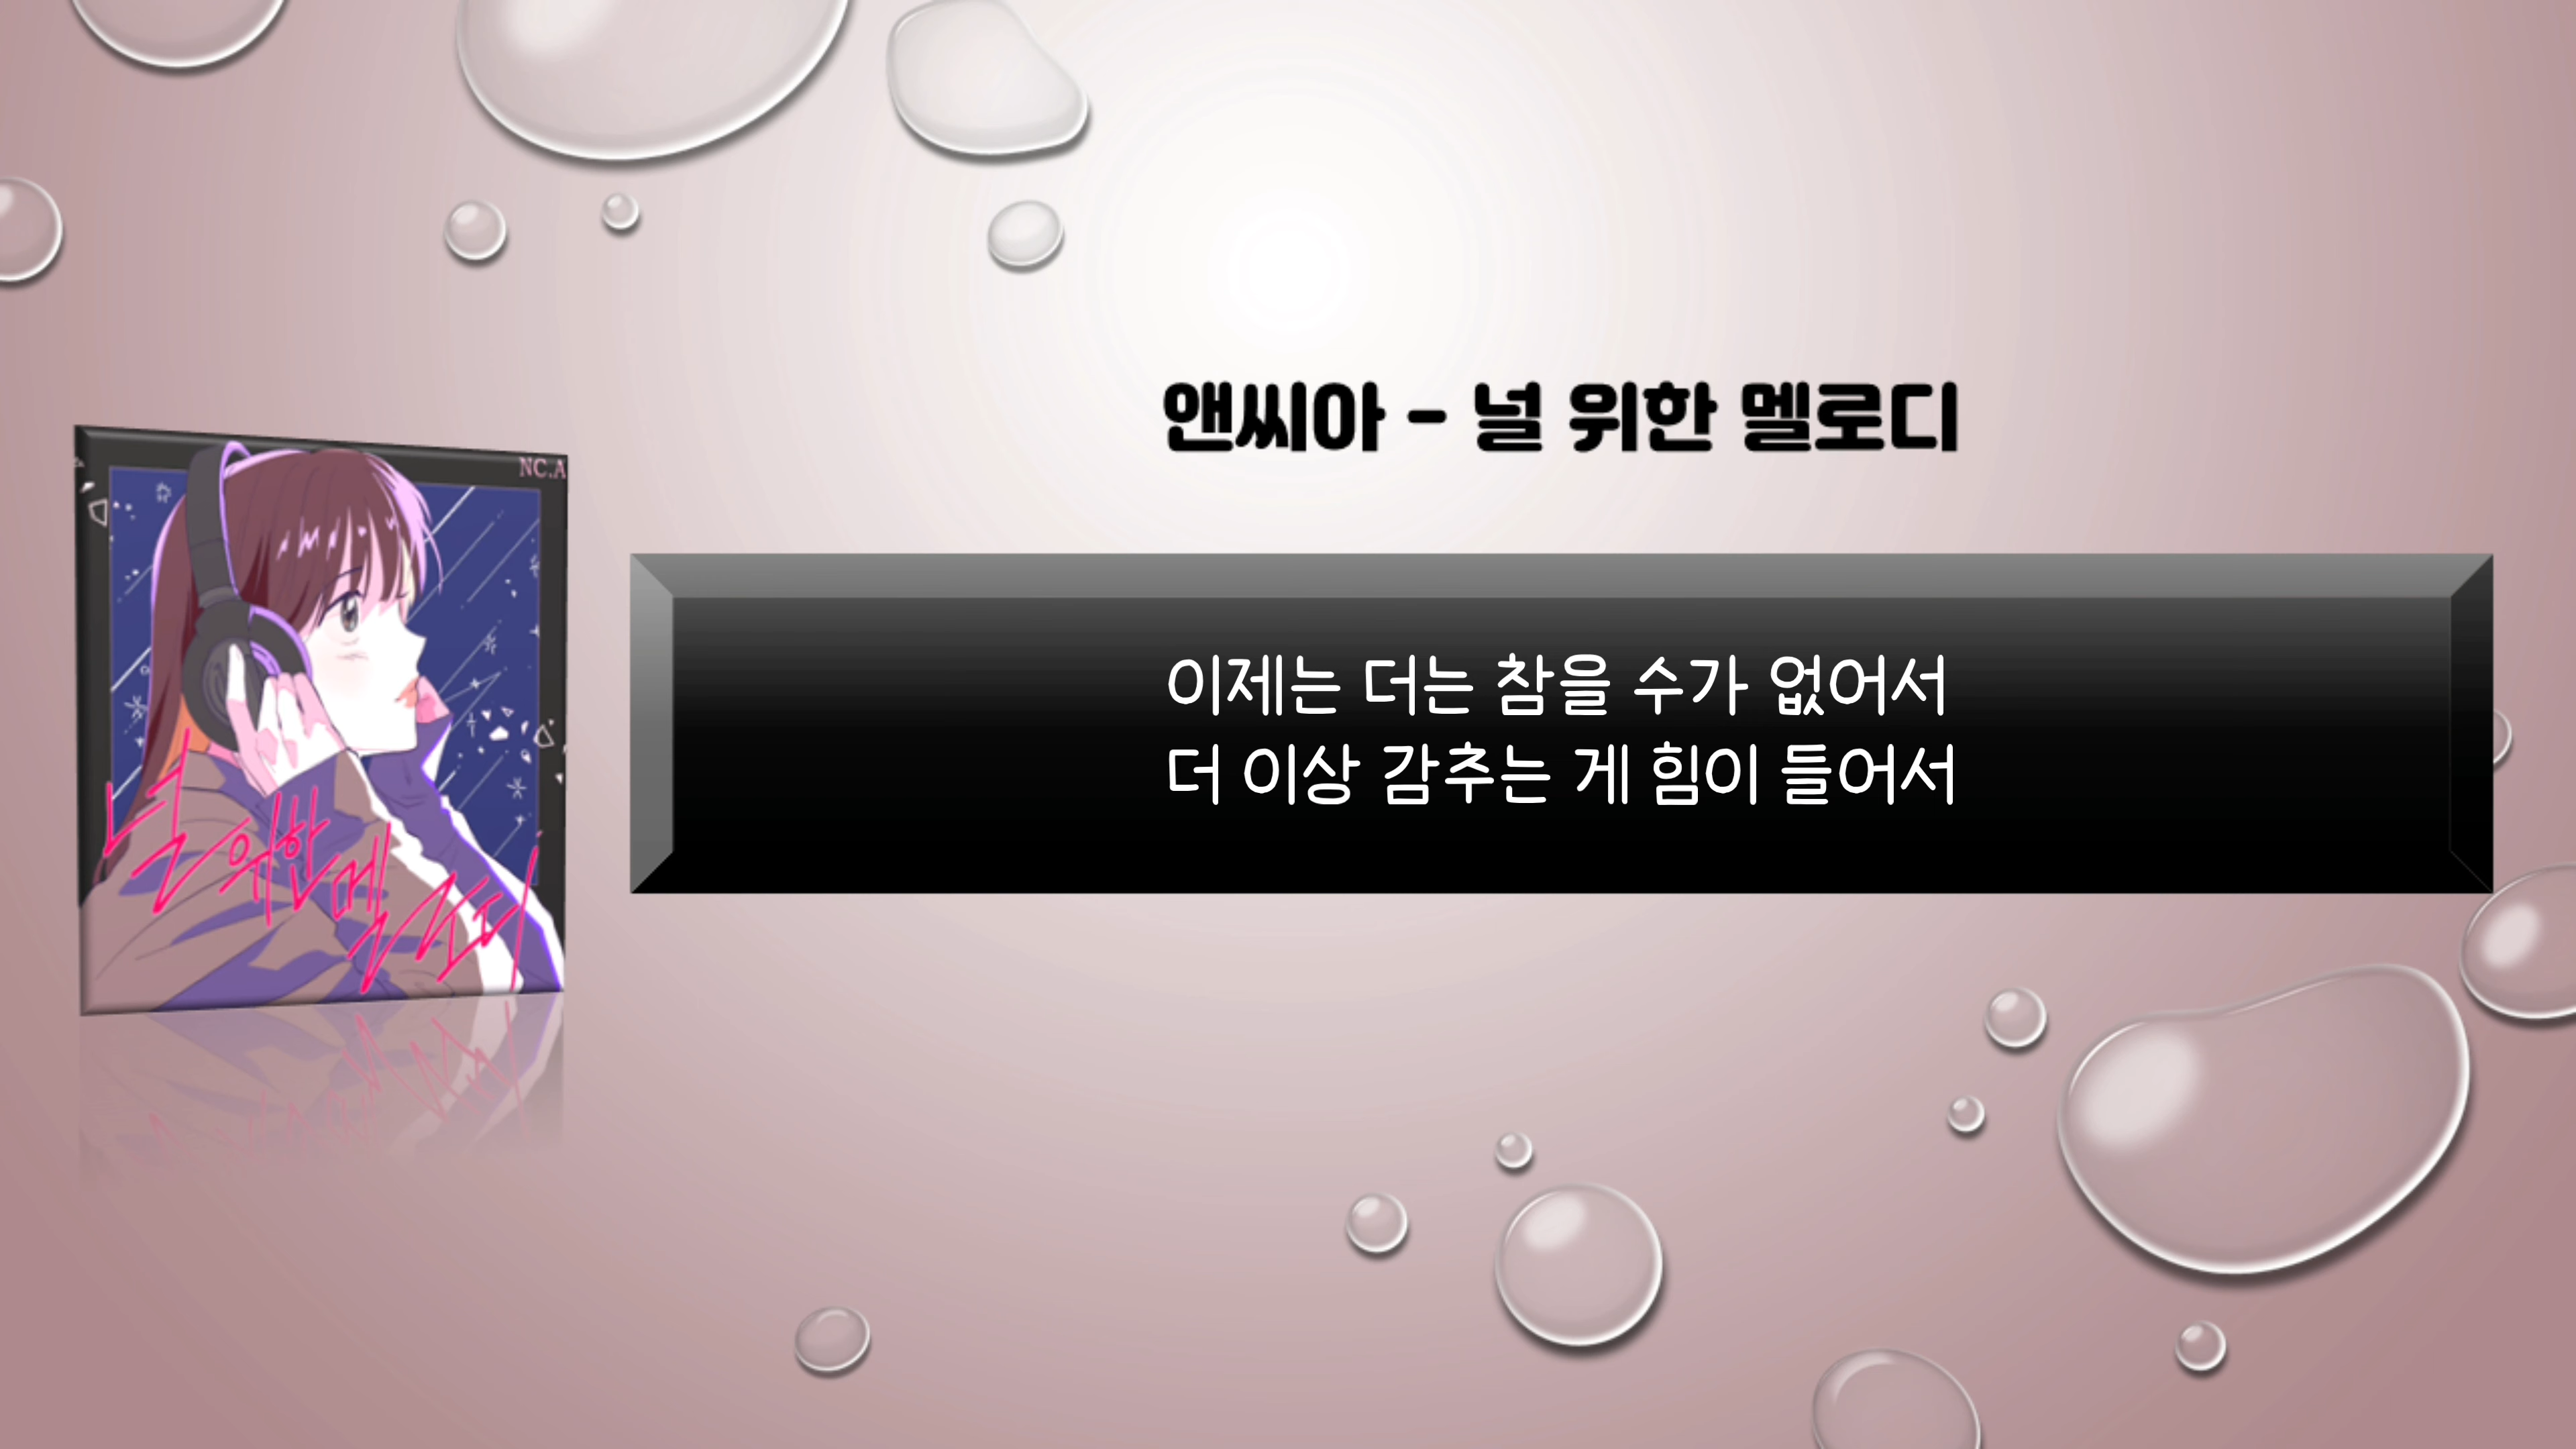 앤씨아 - 널 위한 멜로디
NC.A
널 위한 멜로디
이제는 더는 참을 수가 없어서
더 이상 감추는 게 힘이 들어서